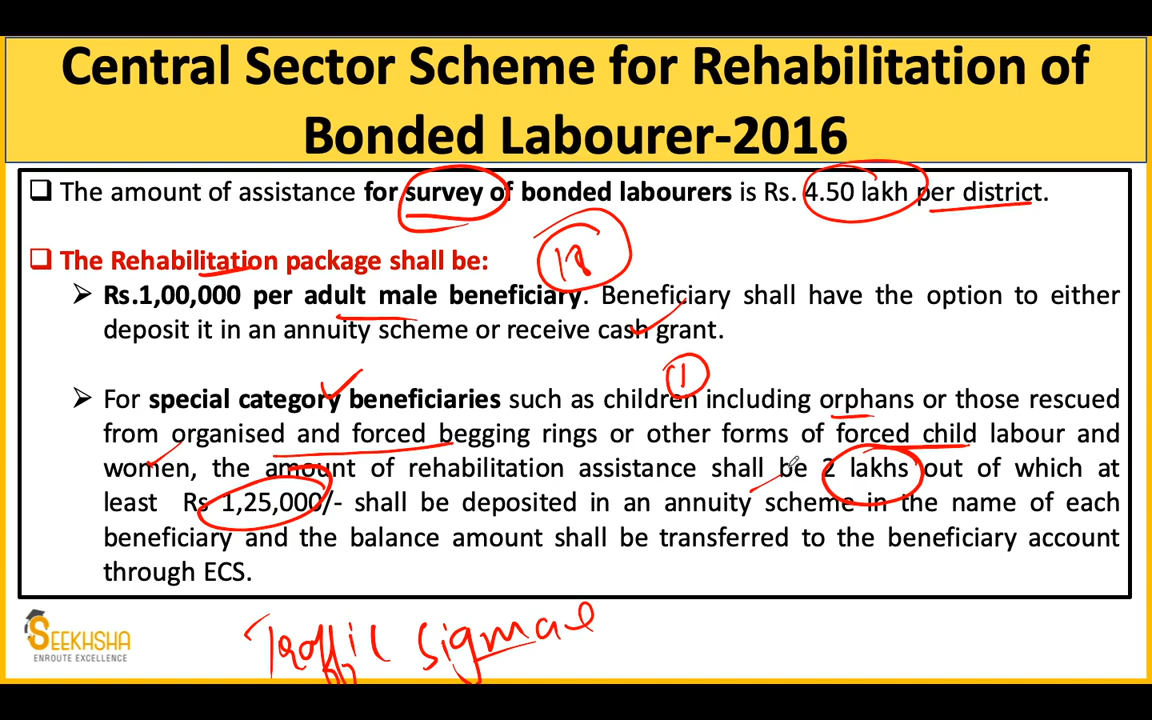 Central Sector Scheme for Rehabilitation of
Bonded Labourer-2016
❑ The amount of assistance for survey of bonded labourers is Rs. 4.50 lakh per district.
18
❑ The Rehabilitation package shall be:
➢ Rs.1,00,000 per adult male beneficiary. Beneficiary shall have the option to either
deposit it in an annuity scheme or receive cash grant.
1
➢ For special category beneficiaries such as children including orphans or those rescued
from organised and forced begging rings or other forms of forced child labour and
women, the amount of rehabilitation assistance shall be 2 lakhs out of which at
least Rs 1,25,000/- shall be deposited in an annuity scheme in the name of each
beneficiary and the balance amount shall be transferred to the beneficiary account
through ECS.
SEEKHSHA
ENROUTE EXCELLENCE
Traffic Signal